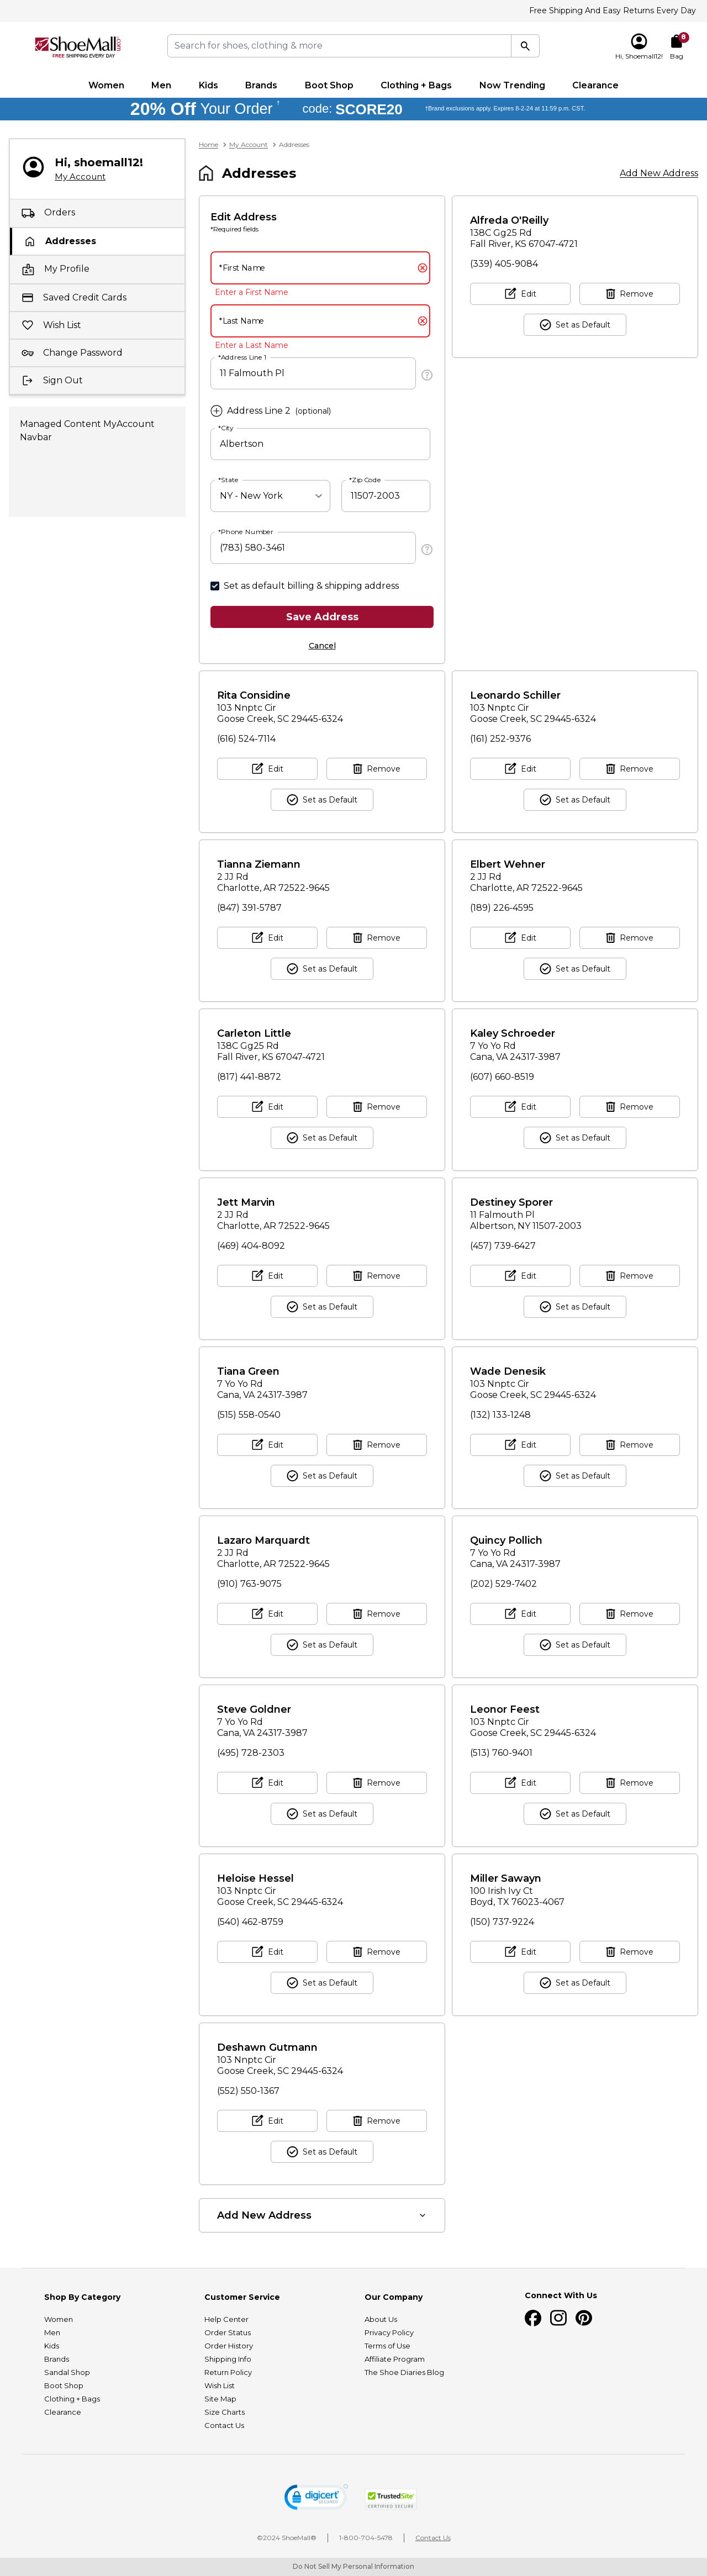 Free Shipping And Easy Returns Every Day
ShoeMall.com
FREE SHIPPING EVERY DAY
Search for shoes, clothing & more
Hi, Shoemall12!
8
Bag
Women
Men
Kids
Brands
Boot Shop
Clothing + Bags
Now Trending
Clearance
20% Off Your Order † code: SCORE20 †Brand exclusions apply. Expires 8-2-24 at 11:59 p.m. CST.
Hi, shoemall12!
My Account
Orders
Addresses
My Profile
Saved Credit Cards
Wish List
Change Password
Sign Out
Managed Content MyAccount
Navbar
Home > My Account > Addresses
Addresses
Add New Address
Edit Address
*Required fields
*First Name
Enter a First Name
*Last Name
Enter a Last Name
*Address Line 1
11 Falmouth Pl
Address Line 2 (optional)
*City
Albertson
*State
NY - New York
*Zip Code
11507-2003
*Phone Number
(783) 580-3461
Set as default billing & shipping address
Save Address
Cancel
Alfreda O'Reilly
138C Gg25 Rd
Fall River, KS 67047-4721
(339) 405-9084
Edit
Remove
Set as Default
Rita Considine
103 Nnptc Cir
Goose Creek, SC 29445-6324
(616) 524-7114
Edit
Remove
Set as Default
Leonardo Schiller
103 Nnptc Cir
Goose Creek, SC 29445-6324
(161) 252-9376
Edit
Remove
Set as Default
Tianna Ziemann
2 JJ Rd
Charlotte, AR 72522-9645
(847) 391-5787
Edit
Remove
Set as Default
Elbert Wehner
2 JJ Rd
Charlotte, AR 72522-9645
(189) 226-4595
Edit
Remove
Set as Default
Carleton Little
138C Gg25 Rd
Fall River, KS 67047-4721
(817) 441-8872
Edit
Remove
Set as Default
Kaley Schroeder
7 Yo Yo Rd
Cana, VA 24317-3987
(607) 660-8519
Edit
Remove
Set as Default
Jett Marvin
2 JJ Rd
Charlotte, AR 72522-9645
(469) 404-8092
Edit
Remove
Set as Default
Destiney Sporer
11 Falmouth Pl
Albertson, NY 11507-2003
(457) 739-6427
Edit
Remove
Set as Default
Tiana Green
7 Yo Yo Rd
Cana, VA 24317-3987
(515) 558-0540
Edit
Remove
Set as Default
Wade Denesik
103 Nnptc Cir
Goose Creek, SC 29445-6324
(132) 133-1248
Edit
Remove
Set as Default
Lazaro Marquardt
2 JJ Rd
Charlotte, AR 72522-9645
(910) 763-9075
Edit
Remove
Set as Default
Quincy Pollich
7 Yo Yo Rd
Cana, VA 24317-3987
(202) 529-7402
Edit
Remove
Set as Default
Steve Goldner
7 Yo Yo Rd
Cana, VA 24317-3987
(495) 728-2303
Edit
Remove
Set as Default
Leonor Feest
103 Nnptc Cir
Goose Creek, SC 29445-6324
(513) 760-9401
Edit
Remove
Set as Default
Heloise Hessel
103 Nnptc Cir
Goose Creek, SC 29445-6324
(540) 462-8759
Edit
Remove
Set as Default
Miller Sawayn
100 Irish Ivy Ct
Boyd, TX 76023-4067
(150) 737-9224
Edit
Remove
Set as Default
Deshawn Gutmann
103 Nnptc Cir
Goose Creek, SC 29445-6324
(552) 550-1367
Edit
Remove
Set as Default
Add New Address
Shop By Category
Women
Men
Kids
Brands
Sandal Shop
Boot Shop
Clothing + Bags
Clearance
Customer Service
Help Center
Order Status
Order History
Shipping Info
Return Policy
Wish List
Site Map
Size Charts
Contact Us
Our Company
About Us
Privacy Policy
Terms of Use
Affiliate Program
The Shoe Diaries Blog
Connect With Us
digicert
SECURED
TrustedSite
CERTIFIED SECURE
©2024 ShoeMall®
1-800-704-5478
Contact Us
Do Not Sell My Personal Information